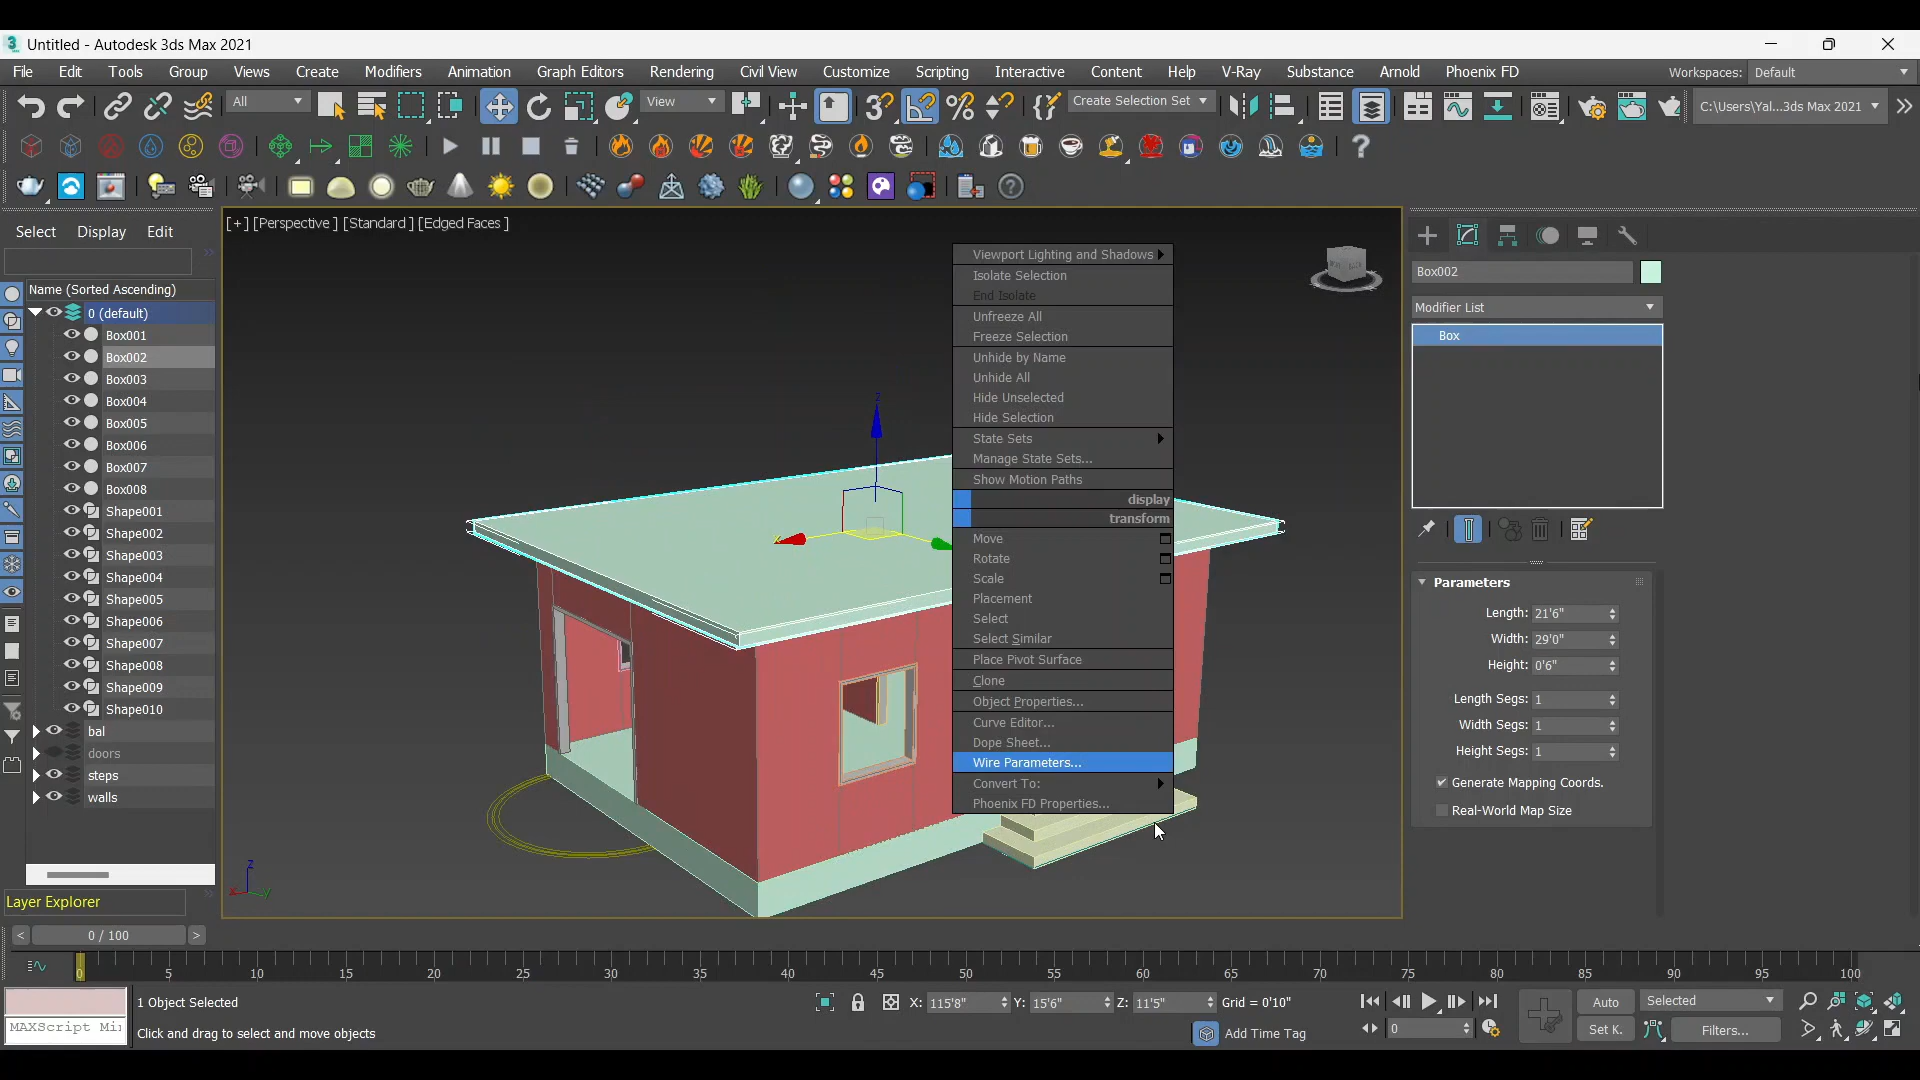 Untitled - Autodesk 3ds Max 2021
File Edit Tools Group Views Create Modifiers Animation Graph Editors Rendering Civil View Customize Scripting Interactive Content Help V-Ray Substance Arnold Phoenix FD Workspaces: Default
All View Create Selection Set C:\Users\Yal...3ds Max 2021
Select Display Edit
[+] [Perspective ] [Standard ] [Edged Faces ]
Name (Sorted Ascending)
0 (default)
Box001
Box002
Box003
Box004
Box005
Box006
Box007
Box008
Shape001
Shape002
Shape003
Shape004
Shape005
Shape006
Shape007
Shape008
Shape009
Shape010
bal
doors
steps
walls
Layer Explorer
Viewport Lighting and Shadows
Isolate Selection
End Isolate
Unfreeze All
Freeze Selection
Unhide by Name
Unhide All
Hide Unselected
Hide Selection
State Sets
Manage State Sets...
Show Motion Paths
display
transform
Move
Rotate
Scale
Placement
Select
Select Similar
Place Pivot Surface
Clone
Object Properties...
Curve Editor...
Dope Sheet...
Wire Parameters...
Convert To:
Phoenix FD Properties...
z
x
z
x y
Box002
Modifier List
Box
Parameters
Length: 21'6"
Width: 29'0"
Height: 0'6"
Length Segs: 1
Width Segs: 1
Height Segs: 1
Generate Mapping Coords.
Real-World Map Size
< 0 / 100 >
0 5 10 15 20 25 30 35 40 45 50 55 60 65 70 75 80 85 90 95 100
MAXScript Mi
1 Object Selected
Click and drag to select and move objects
X: 115'8" Y: 15'6" Z: 11'5" Grid = 0'10"
Add Time Tag
0
Auto Selected
Set K. Filters...